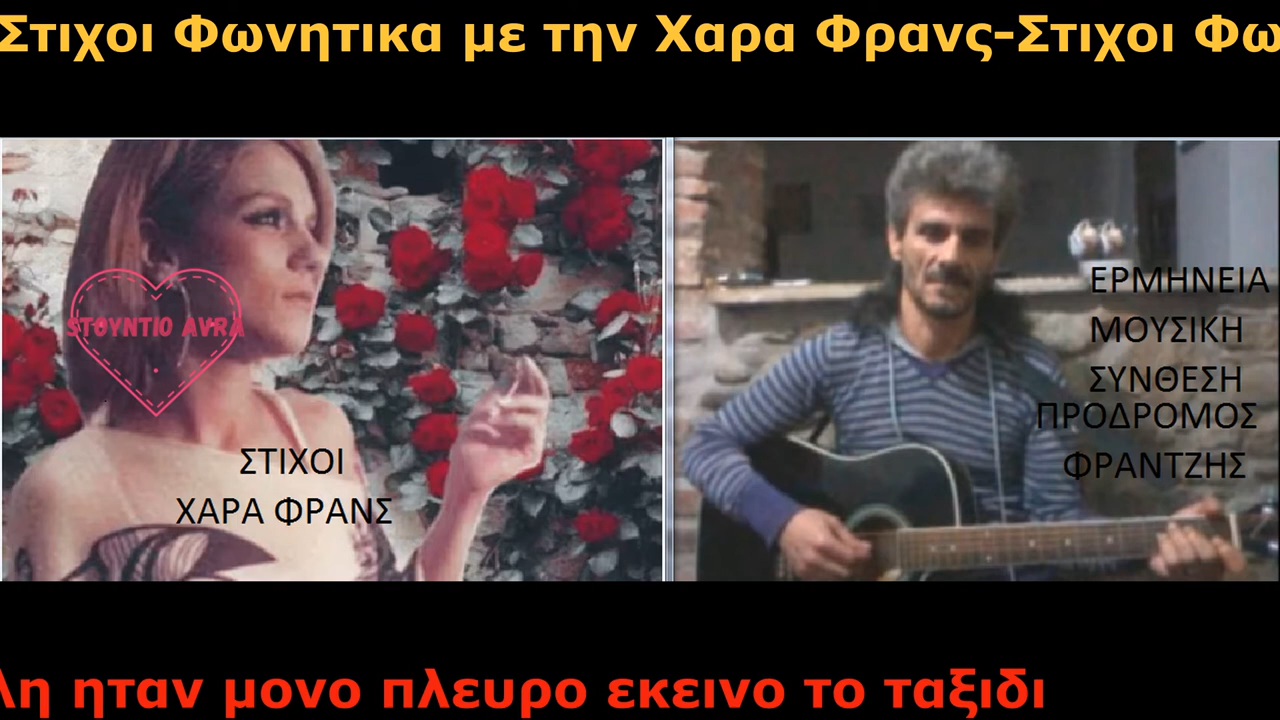 Στιχοι Φωνητικα με την Χαρα Φρανς-Στιχοι Φω
ΕΡΜΗΝΕΙΑ
ΜΟΥΣΙΚΗ
ΣΥΝΘΕΣΗ
ΠΡΟΔΡΟΜΟΣ
ΦΡΑΝΤΖΗΣ
STOYNTIO AVRA
ΣΤΙΧΟΙ
ΧΑΡΑ ΦΡΑΝΣ
λη ηταν μονο πλευρο εκεινο το ταξιδι